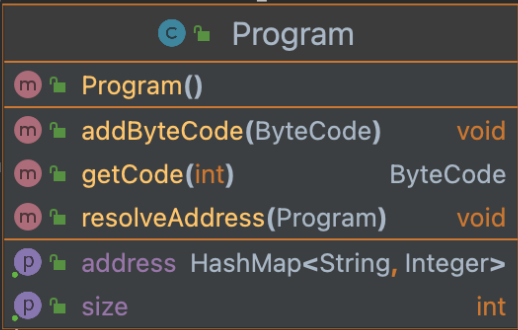 C Program
m Program()
m addByteCode(ByteCode) void
m getCode(int) ByteCode
m resolveAddress(Program) void
p address HashMap<String, Integer>
p size int